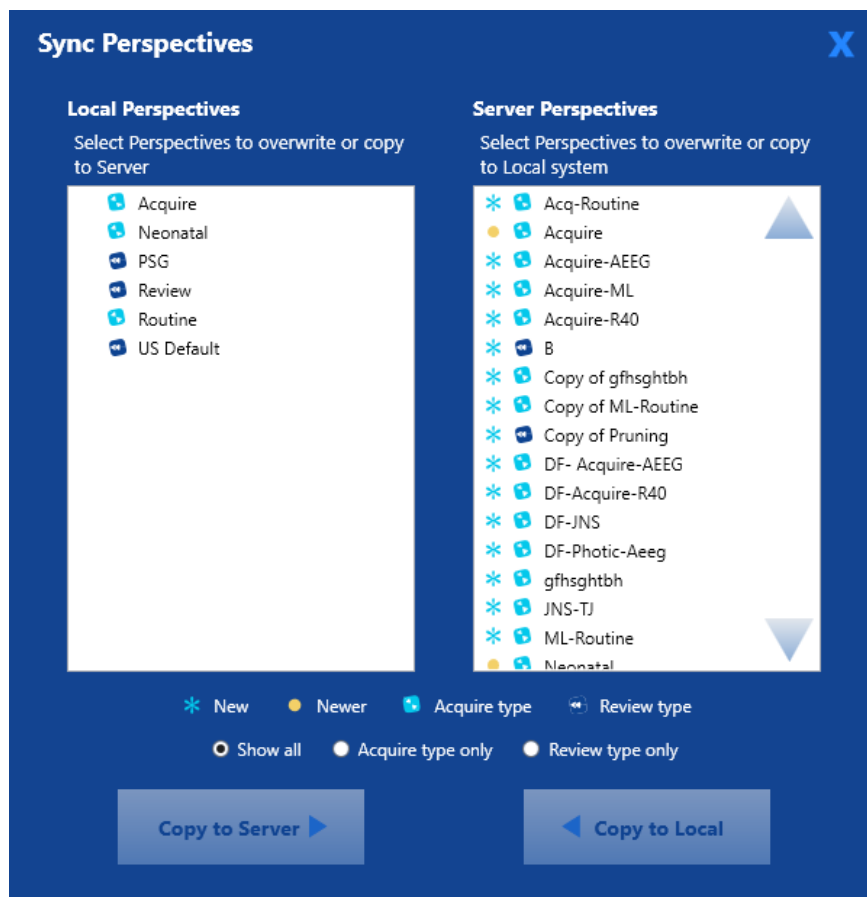 Sync Perspectives
X
Local Perspectives
Select Perspectives to overwrite or copy
to Server
Acquire
Neonatal
PSG
Review
Routine
US Default
Server Perspectives
Select Perspectives to overwrite or copy
to Local system
Acq-Routine
Acquire
Acquire-AEEG
Acquire-ML
Acquire-R40
B
Copy of gfhsghtbh
Copy of ML-Routine
Copy of Pruning
DF- Acquire-AEEG
DF-Acquire-R40
DF-JNS
DF-Photic-Aeeg
gfhsghtbh
JNS-TJ
ML-Routine
Neonatal
New Newer Acquire type Review type
Show all Acquire type only Review type only
Copy to Server Copy to Local